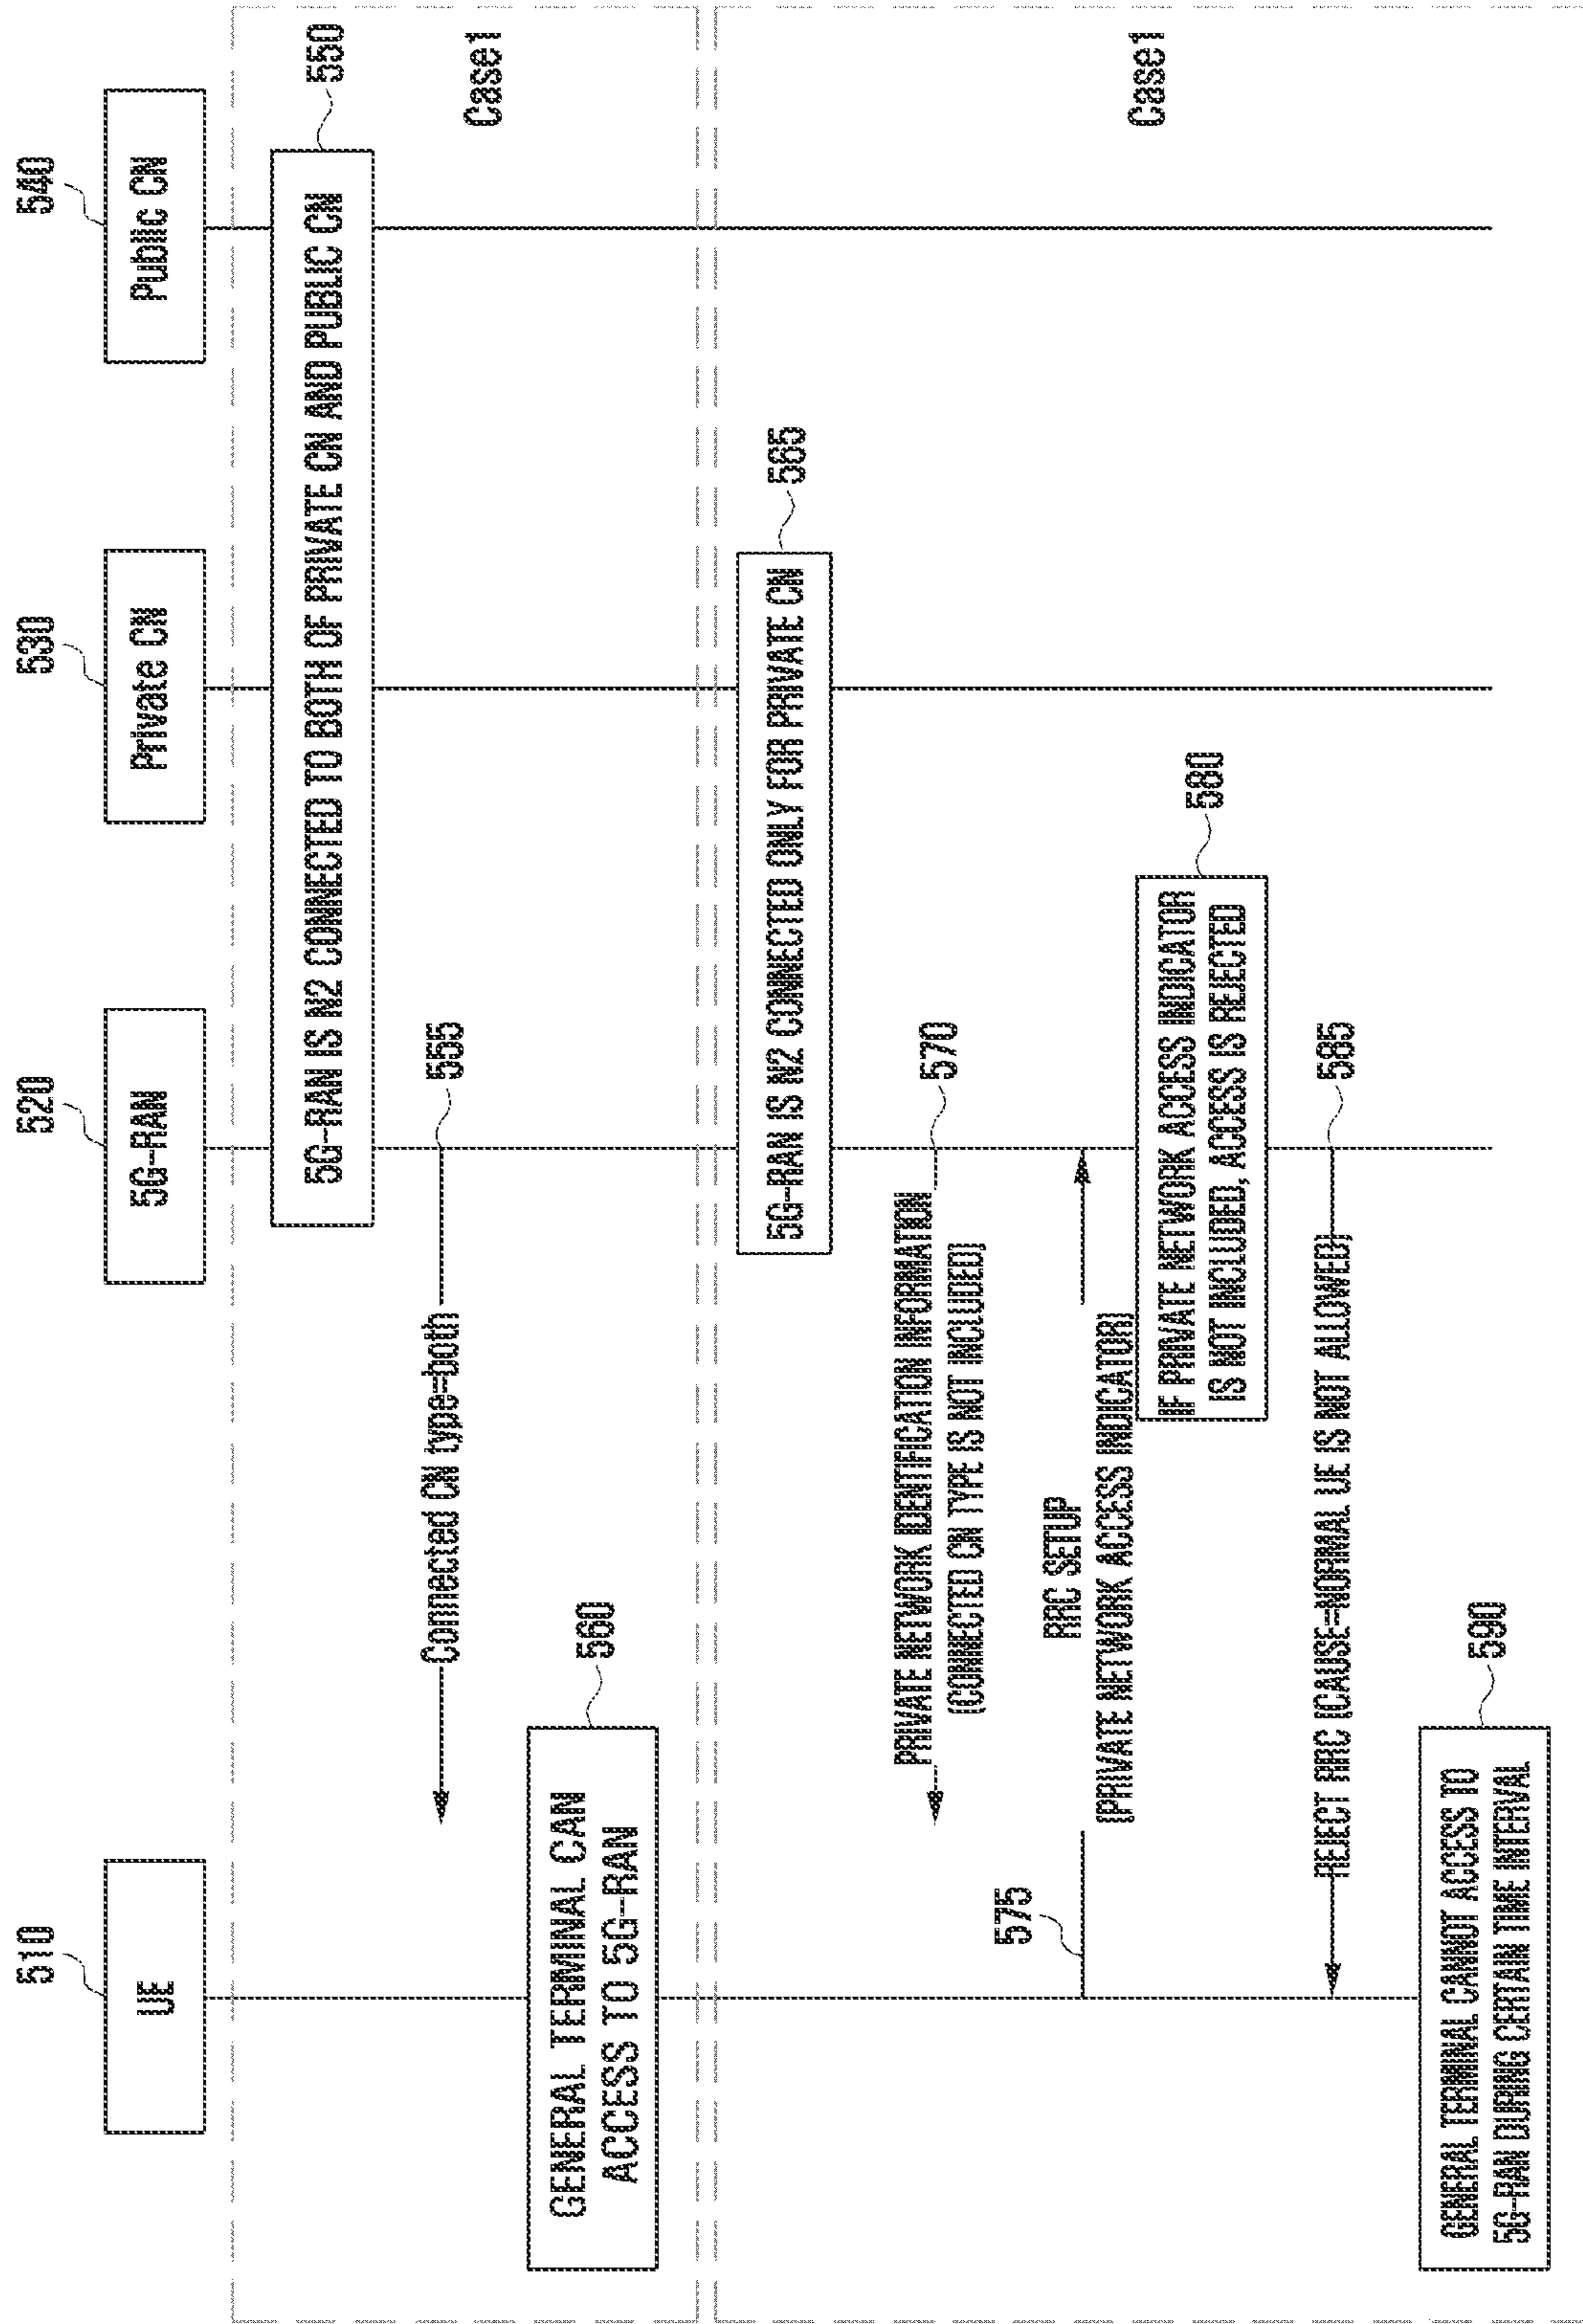 510
520
530
540
UE
5G-RAN
Private CN
Public CN
5G-RAN IS N2 CONNECTED TO BOTH OF PRIVATE CN AND PUBLIC CN
550
Connected CN type=both
555
Case1
GENERAL TERMINAL CAN
ACCESS TO 5G-RAN
560
5G-RAN IS N2 CONNECTED ONLY FOR PRIVATE CN
565
PRIVATE NETWORK IDENTIFICATION INFORMATION
(CONNECTED CN TYPE IS NOT INCLUDED)
570
575
RRC SETUP
(PRIVATE NETWORK ACCESS INDICATOR)
Case1
IF PRIVATE NETWORK ACCESS INDICATOR
IS NOT INCLUDED, ACCESS IS REJECTED
580
REJECT RRC (CAUSE=NORMAL UE IS NOT ALLOWED)
585
GENERAL TERMINAL CANNOT ACCESS TO
5G-RAN DURING CERTAIN TIME INTERVAL
590